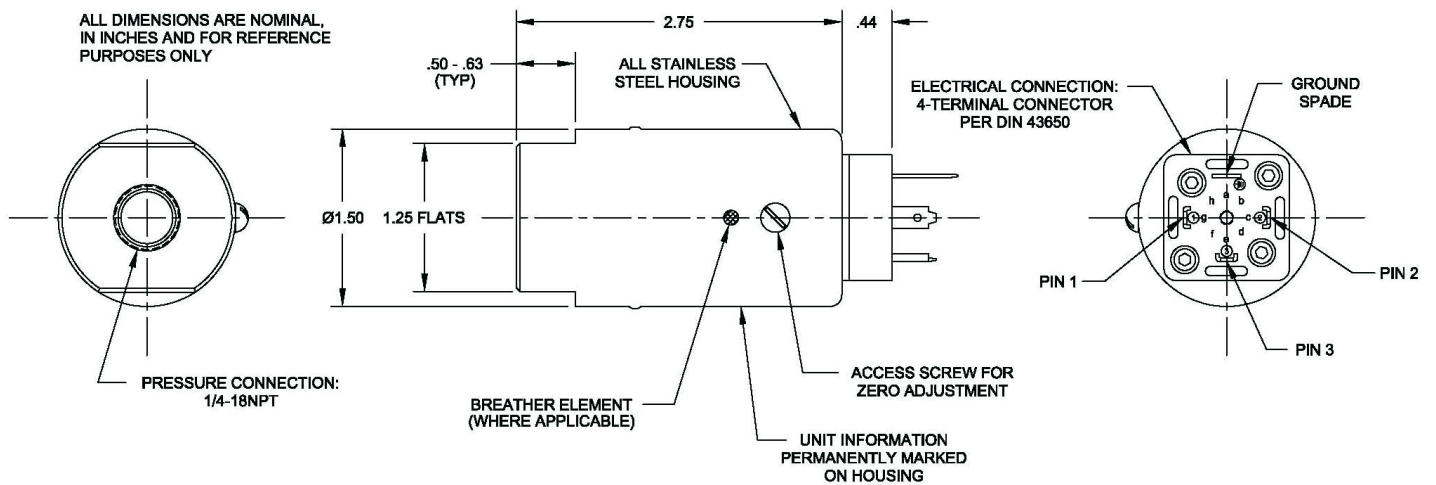 ALL DIMENSIONS ARE NOMINAL,
IN INCHES AND FOR REFERENCE
PURPOSES ONLY
2.75
.44
.50 - .63
(TYP)
ALL STAINLESS
STEEL HOUSING
ELECTRICAL CONNECTION:
4-TERMINAL CONNECTOR
PER DIN 43650
GROUND
SPADE
Ø1.50
1.25 FLATS
a
h b
1 g c 2
f d
e
3
PIN 1
PIN 2
PIN 3
PRESSURE CONNECTION:
1/4-18NPT
BREATHER ELEMENT
(WHERE APPLICABLE)
ACCESS SCREW FOR
ZERO ADJUSTMENT
UNIT INFORMATION
PERMANENTLY MARKED
ON HOUSING